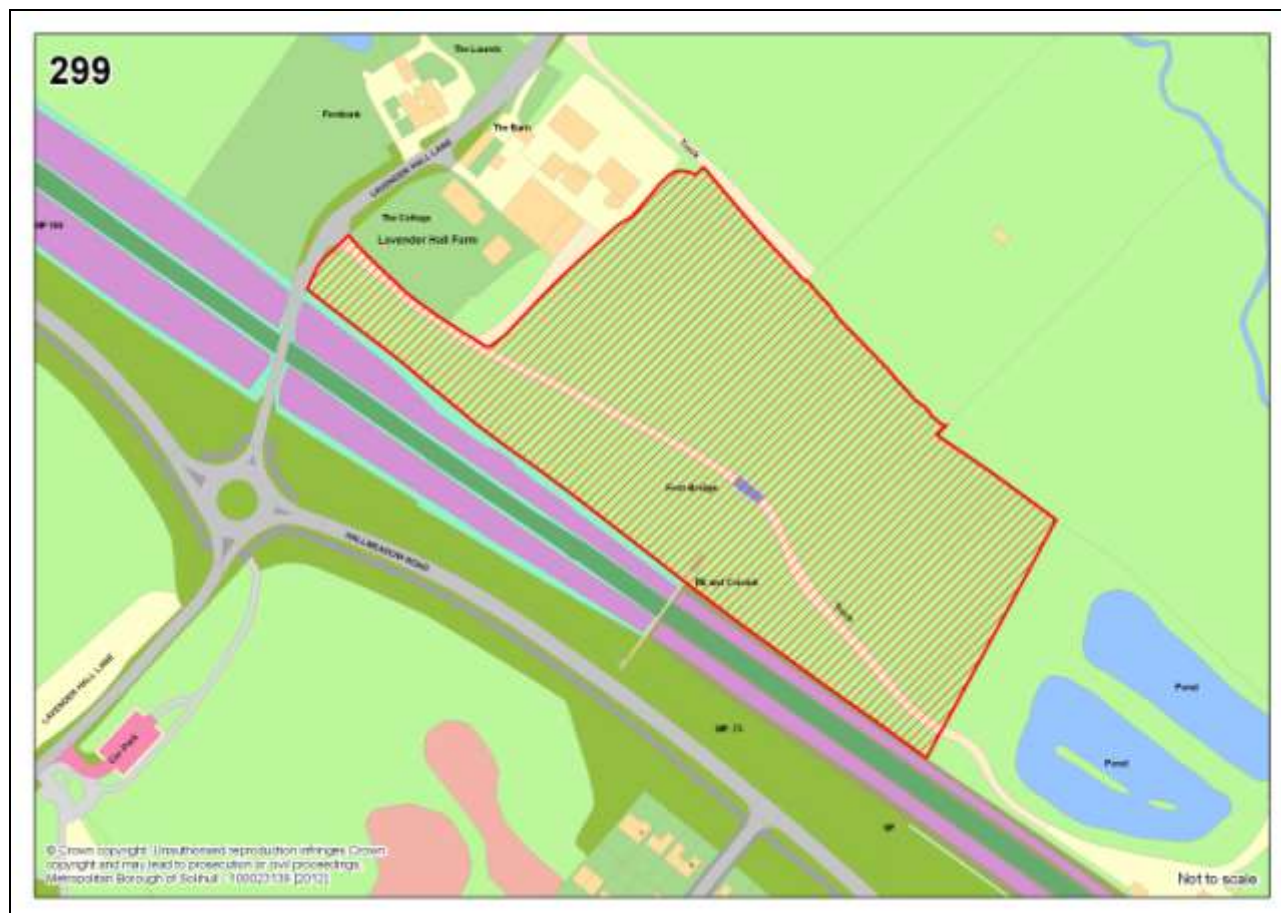 299
The Laurels
Fernbank
The Barn
LAVENDER HALL LANE
Track
The Cottage
Lavender Hall Farm
Foot Bridge
HALLMEADOW ROAD
Track
LAVENDER HALL LANE
Car Park
Pond
Pond
© Crown copyright. Unauthorised reproduction infringes Crown
copyright and may lead to prosecution or civil proceedings.
Metropolitan Borough of Solihull - 100023139 [2012]
Not to scale